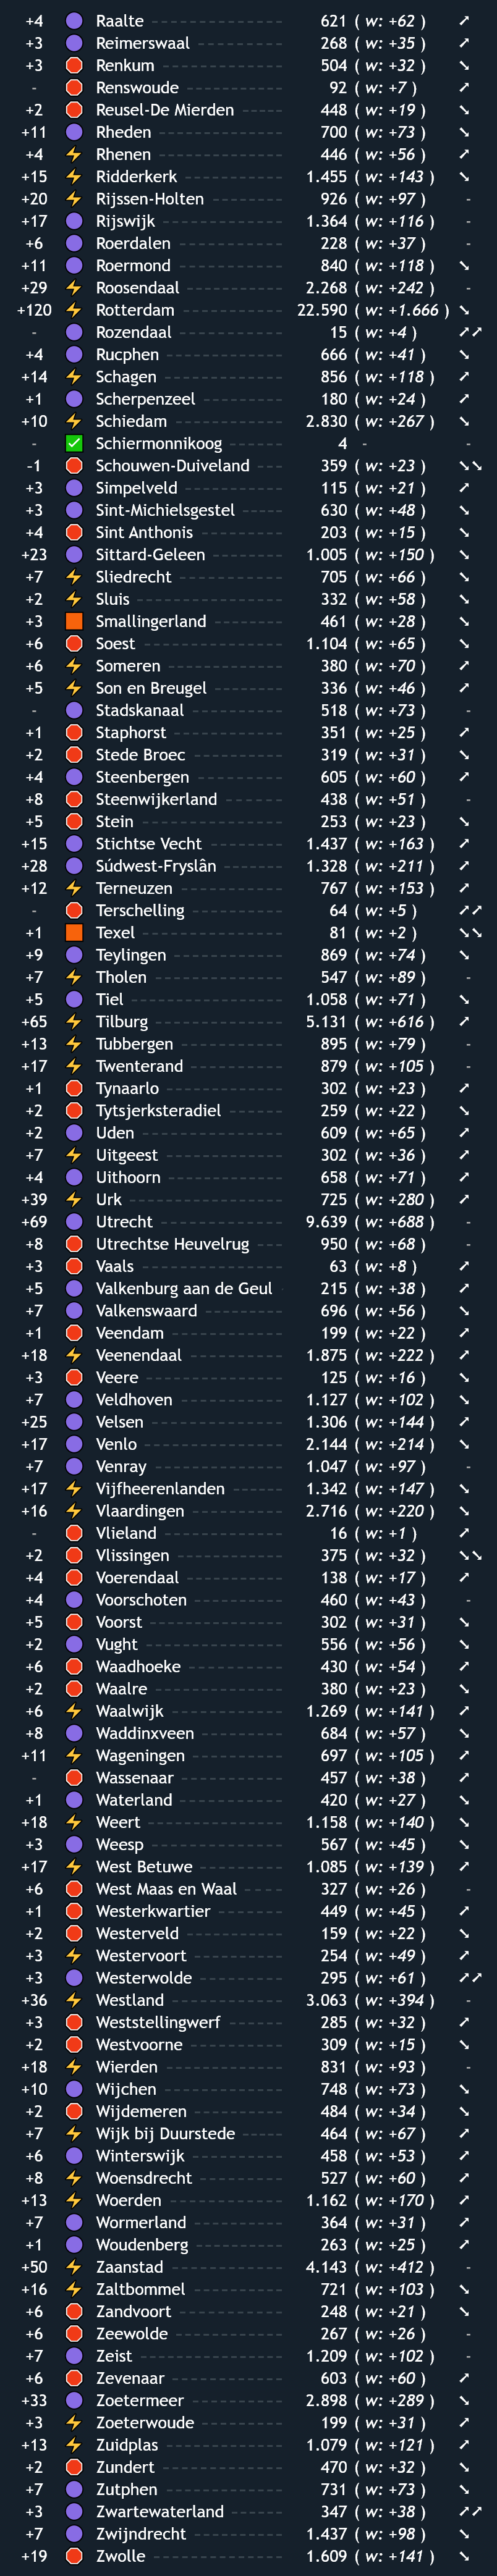 +4 Raalte 621 ( w: +62 )
+3 Reimerswaal 268 ( w: +35 )
+3 Renkum 504 ( w: +32 )
- Renswoude 92 ( w: +7 )
+2 Reusel-De Mierden 448 ( w: +19 )
+11 Rheden 700 ( w: +73 )
+4 Rhenen 446 ( w: +56 )
+15 Ridderkerk 1.455 ( w: +143 )
+20 Rijssen-Holten 926 ( w: +97 ) -
+17 Rijswijk 1.364 ( w: +116 ) -
+6 Roerdalen 228 ( w: +37 ) -
+11 Roermond 840 ( w: +118 )
+29 Roosendaal 2.268 ( w: +242 ) -
+120 Rotterdam 22.590 ( w: +1.666 )
- Rozendaal 15 ( w: +4 )
+4 Rucphen 666 ( w: +41 )
+14 Schagen 856 ( w: +118 )
+1 Scherpenzeel 180 ( w: +24 )
+10 Schiedam 2.830 ( w: +267 )
- Schiermonnikoog 4 - -
-1 Schouwen-Duiveland 359 ( w: +23 )
+3 Simpelveld 115 ( w: +21 )
+3 Sint-Michielsgestel 630 ( w: +48 )
+4 Sint Anthonis 203 ( w: +15 )
+23 Sittard-Geleen 1.005 ( w: +150 )
+7 Sliedrecht 705 ( w: +66 )
+2 Sluis 332 ( w: +58 )
+3 Smallingerland 461 ( w: +28 )
+6 Soest 1.104 ( w: +65 )
+6 Someren 380 ( w: +70 )
+5 Son en Breugel 336 ( w: +46 )
- Stadskanaal 518 ( w: +73 ) -
+1 Staphorst 351 ( w: +25 )
+2 Stede Broec 319 ( w: +31 )
+4 Steenbergen 605 ( w: +60 )
+8 Steenwijkerland 438 ( w: +51 ) -
+5 Stein 253 ( w: +23 )
+15 Stichtse Vecht 1.437 ( w: +163 )
+28 Súdwest-Fryslân 1.328 ( w: +211 )
+12 Terneuzen 767 ( w: +153 )
- Terschelling 64 ( w: +5 )
+1 Texel 81 ( w: +2 )
+9 Teylingen 869 ( w: +74 )
+7 Tholen 547 ( w: +89 ) -
+5 Tiel 1.058 ( w: +71 )
+65 Tilburg 5.131 ( w: +616 )
+13 Tubbergen 895 ( w: +79 ) -
+17 Twenterand 879 ( w: +105 ) -
+1 Tynaarlo 302 ( w: +23 )
+2 Tytsjerksteradiel 259 ( w: +22 )
+2 Uden 609 ( w: +65 )
+7 Uitgeest 302 ( w: +36 )
+4 Uithoorn 658 ( w: +71 )
+39 Urk 725 ( w: +280 )
+69 Utrecht 9.639 ( w: +688 ) -
+8 Utrechtse Heuvelrug 950 ( w: +68 ) -
+3 Vaals 63 ( w: +8 )
+5 Valkenburg aan de Geul 215 ( w: +38 )
+7 Valkenswaard 696 ( w: +56 )
+1 Veendam 199 ( w: +22 )
+18 Veenendaal 1.875 ( w: +222 )
+3 Veere 125 ( w: +16 )
+7 Veldhoven 1.127 ( w: +102 )
+25 Velsen 1.306 ( w: +144 )
+17 Venlo 2.144 ( w: +214 )
+7 Venray 1.047 ( w: +97 ) -
+17 Vijfheerenlanden 1.342 ( w: +147 )
+16 Vlaardingen 2.716 ( w: +220 )
- Vlieland 16 ( w: +1 )
+2 Vlissingen 375 ( w: +32 )
+4 Voerendaal 138 ( w: +17 )
+4 Voorschoten 460 ( w: +43 ) -
+5 Voorst 302 ( w: +31 )
+2 Vught 556 ( w: +56 )
+6 Waadhoeke 430 ( w: +54 )
+2 Waalre 380 ( w: +23 )
+6 Waalwijk 1.269 ( w: +141 )
+8 Waddinxveen 684 ( w: +57 )
+11 Wageningen 697 ( w: +105 )
- Wassenaar 457 ( w: +38 )
+1 Waterland 420 ( w: +27 )
+18 Weert 1.158 ( w: +140 )
+3 Weesp 567 ( w: +45 )
+17 West Betuwe 1.085 ( w: +139 )
+6 West Maas en Waal 327 ( w: +26 ) -
+1 Westerkwartier 449 ( w: +45 )
+2 Westerveld 159 ( w: +22 )
+3 Westervoort 254 ( w: +49 )
+3 Westerwolde 295 ( w: +61 )
+36 Westland 3.063 ( w: +394 ) -
+3 Weststellingwerf 285 ( w: +32 )
+2 Westvoorne 309 ( w: +15 )
+18 Wierden 831 ( w: +93 ) -
+10 Wijchen 748 ( w: +73 )
+2 Wijdemeren 484 ( w: +34 )
+7 Wijk bij Duurstede 464 ( w: +67 )
+6 Winterswijk 458 ( w: +53 )
+8 Woensdrecht 527 ( w: +60 )
+13 Woerden 1.162 ( w: +170 )
+7 Wormerland 364 ( w: +31 )
+1 Woudenberg 263 ( w: +25 )
+50 Zaanstad 4.143 ( w: +412 ) -
+16 Zaltbommel 721 ( w: +103 )
+6 Zandvoort 248 ( w: +21 )
+6 Zeewolde 267 ( w: +26 ) -
+7 Zeist 1.209 ( w: +102 ) -
+6 Zevenaar 603 ( w: +60 )
+33 Zoetermeer 2.898 ( w: +289 )
+3 Zoeterwoude 199 ( w: +31 )
+13 Zuidplas 1.079 ( w: +121 )
+2 Zundert 470 ( w: +32 )
+7 Zutphen 731 ( w: +73 )
+3 Zwartewaterland 347 ( w: +38 )
+7 Zwijndrecht 1.437 ( w: +98 )
+19 Zwolle 1.609 ( w: +141 )